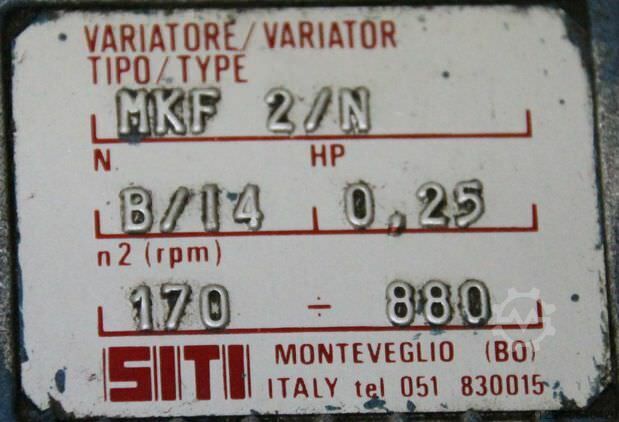 VARIATORE/VARIATOR
TIPO/TYPE
MKF 2/N
N HP
B/14 0,25
n2 (rpm)
170 ÷ 880
SITI MONTEVEGLIO (BO)
ITALY tel 051 830015